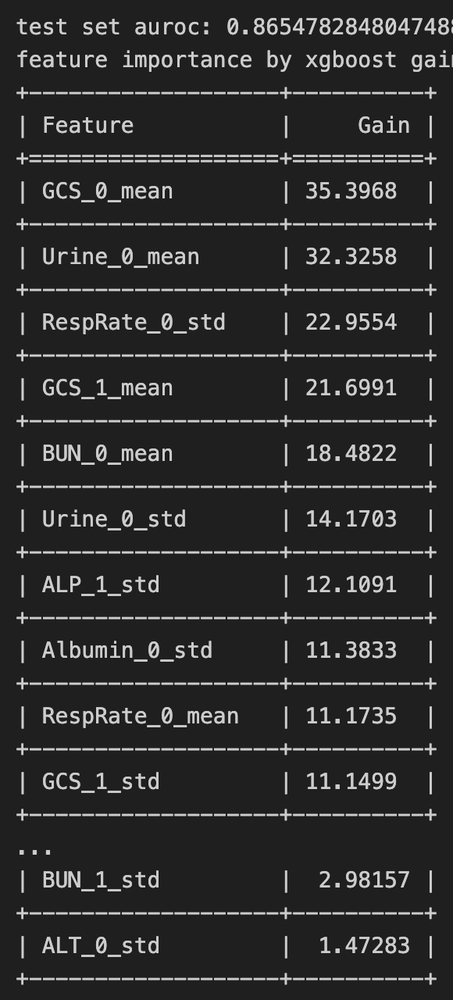 test set auroc: 0.8654782848047488
feature importance by xgboost gai
+-------------------+----------+
| Feature           |     Gain |
+===================+==========+
| GCS_0_mean        | 35.3968  |
+-------------------+----------+
| Urine_0_mean      | 32.3258  |
+-------------------+----------+
| RespRate_0_std    | 22.9554  |
+-------------------+----------+
| GCS_1_mean        | 21.6991  |
+-------------------+----------+
| BUN_0_mean        | 18.4822  |
+-------------------+----------+
| Urine_0_std       | 14.1703  |
+-------------------+----------+
| ALP_1_std         | 12.1091  |
+-------------------+----------+
| Albumin_0_std     | 11.3833  |
+-------------------+----------+
| RespRate_0_mean   | 11.1735  |
+-------------------+----------+
| GCS_1_std         | 11.1499  |
+-------------------+----------+
...
| BUN_1_std         |  2.98157 |
+-------------------+----------+
| ALT_0_std         |  1.47283 |
+-------------------+----------+